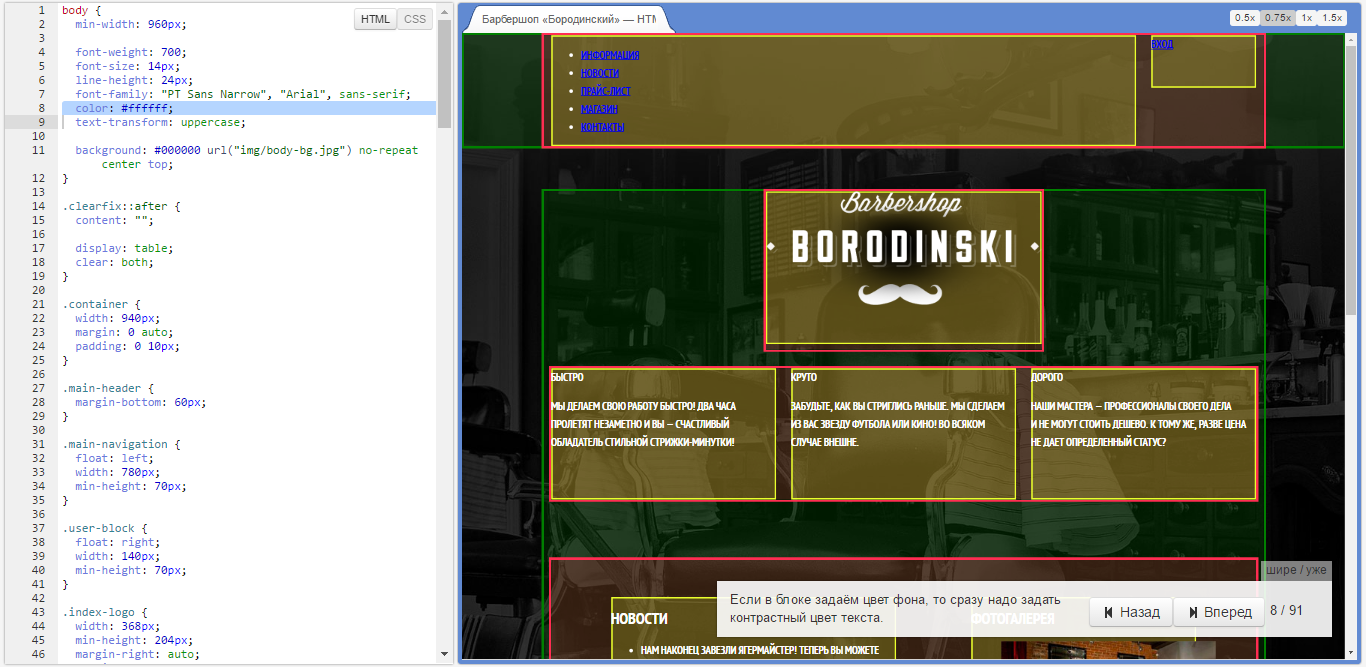 HTML CSS
1 body {
2 min-width: 960px;
3
4 font-weight: 700;
5 font-size: 14px;
6 line-height: 24px;
7 font-family: "PT Sans Narrow", "Arial", sans-serif;
8 color: #ffffff;
9 text-transform: uppercase;
10
11 background: #000000 url("img/body-bg.jpg") no-repeat
center top;
12 }
13
14 .clearfix::after {
15 content: "";
16
17 display: table;
18 clear: both;
19 }
20
21 .container {
22 width: 940px;
23 margin: 0 auto;
24 padding: 0 10px;
25 }
26
27 .main-header {
28 margin-bottom: 60px;
29 }
30
31 .main-navigation {
32 float: left;
33 width: 780px;
34 min-height: 70px;
35 }
36
37 .user-block {
38 float: right;
39 width: 140px;
40 min-height: 70px;
41 }
42
43 .index-logo {
44 width: 368px;
45 min-height: 204px;
46 margin-right: auto;
Барбершоп «Бородинский» — HTM
0.5x 0.75x 1x 1.5x
ИНФОРМАЦИЯ
НОВОСТИ
ПРАЙС-ЛИСТ
МАГАЗИН
КОНТАКТЫ
ВХОД
Barbershop
BORODINSKI
БЫСТРО
МЫ ДЕЛАЕМ СВОЮ РАБОТУ БЫСТРО! ДВА ЧАСА
ПРОЛЕТЯТ НЕЗАМЕТНО И ВЫ — СЧАСТЛИВЫЙ
ОБЛАДАТЕЛЬ СТИЛЬНОЙ СТРИЖКИ-МИНУТКИ!
КРУТО
ЗАБУДЬТЕ, КАК ВЫ СТРИГЛИСЬ РАНЬШЕ. МЫ СДЕЛАЕМ
ИЗ ВАС ЗВЕЗДУ ФУТБОЛА ИЛИ КИНО! ВО ВСЯКОМ
СЛУЧАЕ ВНЕШНЕ.
ДОРОГО
НАШИ МАСТЕРА — ПРОФЕССИОНАЛЫ СВОЕГО ДЕЛА
И НЕ МОГУТ СТОИТЬ ДЕШЕВО. К ТОМУ ЖЕ, РАЗВЕ ЦЕНА
НЕ ДАЕТ ОПРЕДЕЛЕННЫЙ СТАТУС?
шире / уже
НОВОСТИ
НАМ НАКОНЕЦ ЗАВЕЗЛИ ЯГЕРМАЙСТЕР! ТЕПЕРЬ ВЫ МОЖЕТЕ
ФОТОГАЛЕРЕЯ
Если в блоке задаём цвет фона, то сразу надо задать
контрастный цвет текста.
Назад Вперед 8 / 91